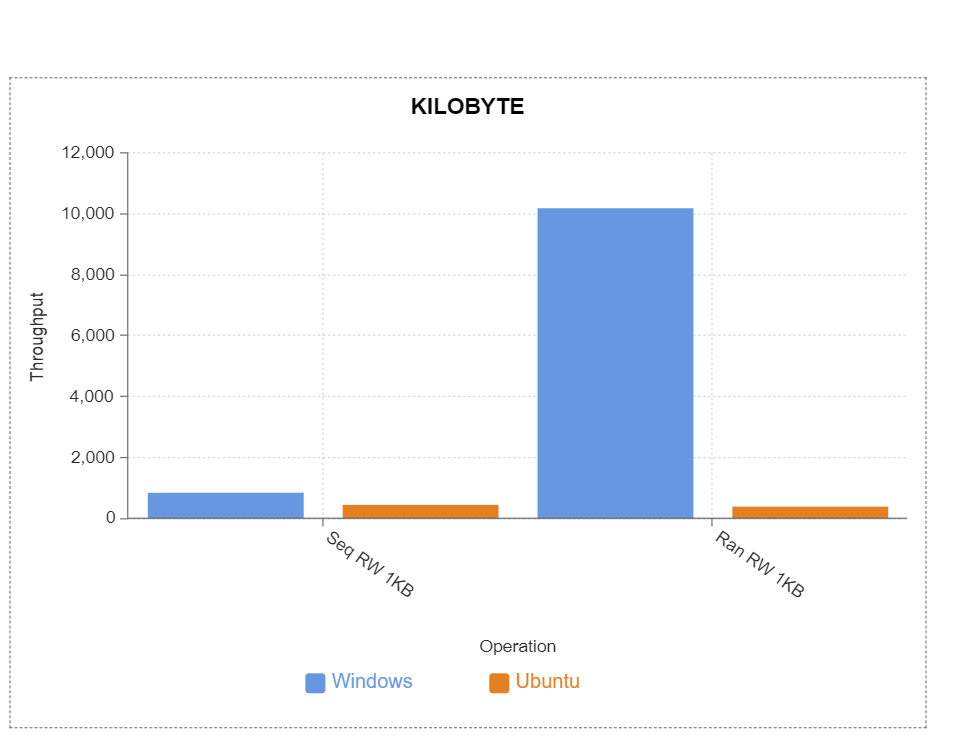 KILOBYTE
12,000
10,000
8,000
6,000
4,000
2,000
0
Throughput
Seq RW 1KB
Ran RW 1KB
Operation
Windows
Ubuntu